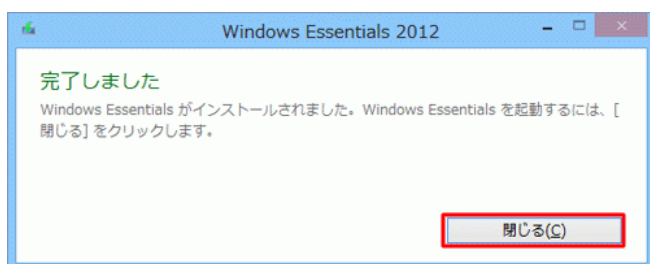 Windows Essentials 2012
完了しました
Windows Essentials がインストールされました。Windows Essentials を起動するには、[
閉じる] をクリックします。
閉じる(C)